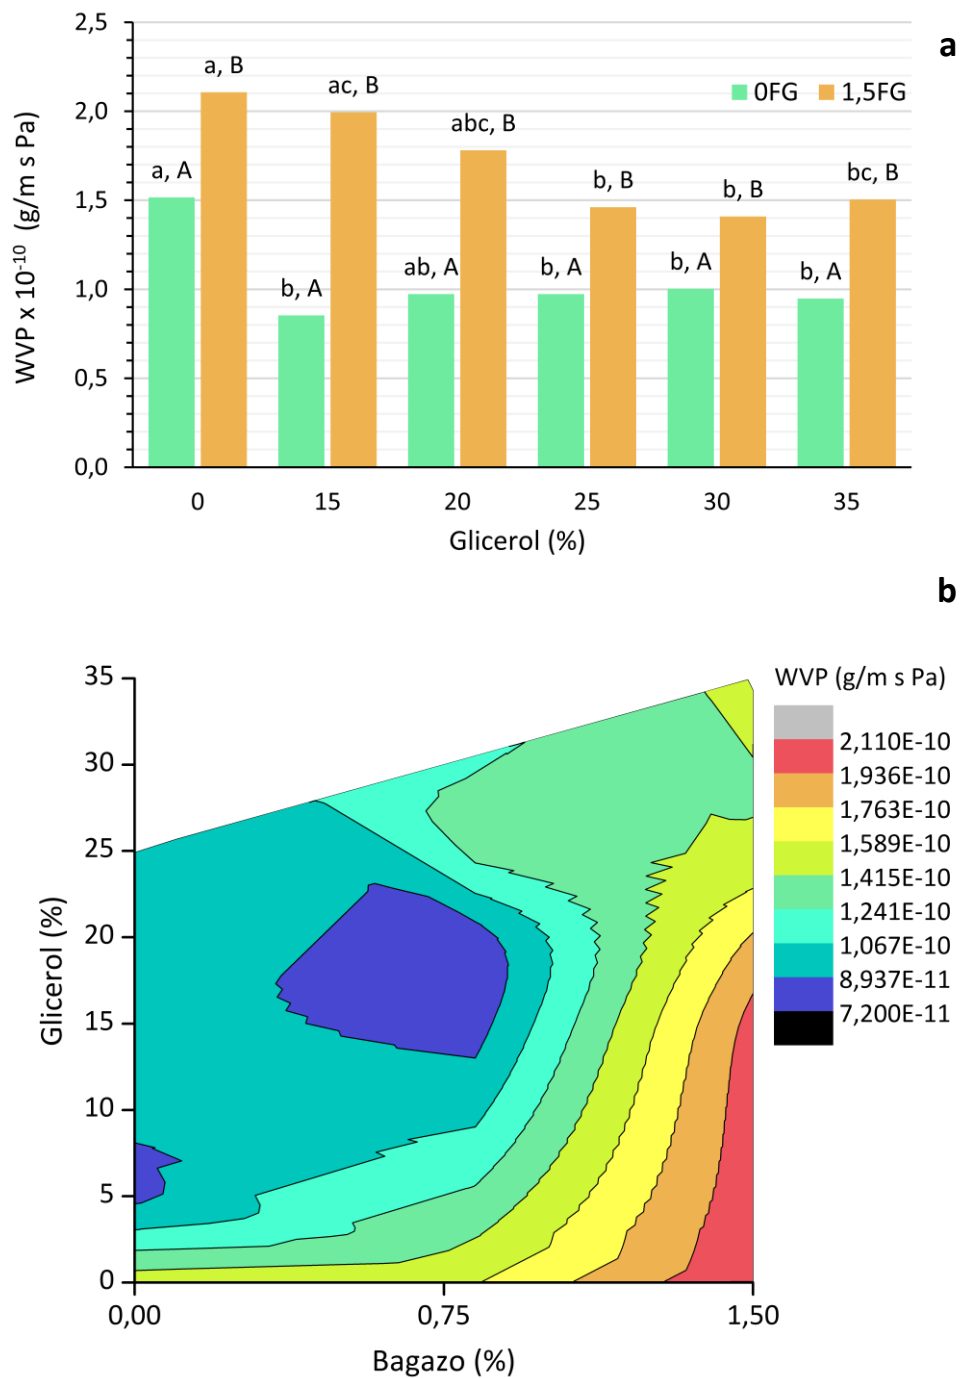 a
2,5
2,0
1,5
1,0
0,5
0,0
WVP x 10⁻¹⁰ (g/m s Pa)
0FG 1,5FG
a, A
a, B
b, A
ac, B
ab, A
abc, B
b, A
b, B
b, A
b, B
b, A
bc, B
0 15 20 25 30 35
Glicerol (%)
b
35
30
25
20
15
10
5
0
Glicerol (%)
0,00 0,75 1,50
Bagazo (%)
WVP (g/m s Pa)
2,110E-10
1,936E-10
1,763E-10
1,589E-10
1,415E-10
1,241E-10
1,067E-10
8,937E-11
7,200E-11